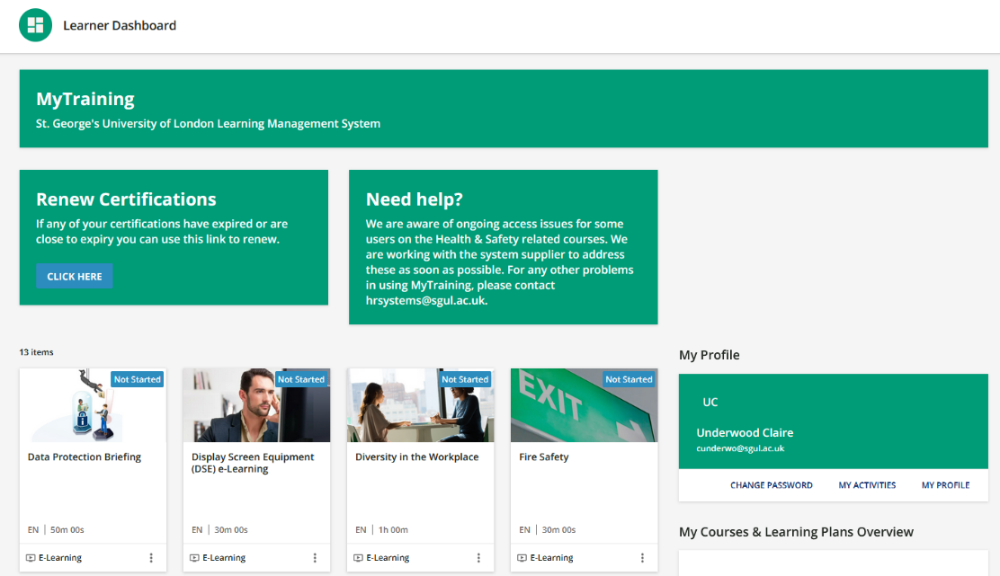 Learner Dashboard
MyTraining
St. George's University of London Learning Management System
Renew Certifications
If any of your certifications have expired or are
close to expiry you can use this link to renew.
CLICK HERE
Need help?
We are aware of ongoing access issues for some
users on the Health & Safety related courses. We
are working with the system supplier to address
these as soon as possible. For any other problems
in using MyTraining, please contact
hrsystems@sgul.ac.uk.
13 items
Not Started
Data Protection Briefing
EN | 50m 00s
E-Learning
Not Started
Display Screen Equipment
(DSE) e-Learning
EN | 30m 00s
E-Learning
Not Started
Diversity in the Workplace
EN | 1h 00m
E-Learning
EXIT
Not Started
Fire Safety
EN | 30m 00s
E-Learning
My Profile
UC
Underwood Claire
cunderwo@sgul.ac.uk
CHANGE PASSWORD MY ACTIVITIES MY PROFILE
My Courses & Learning Plans Overview